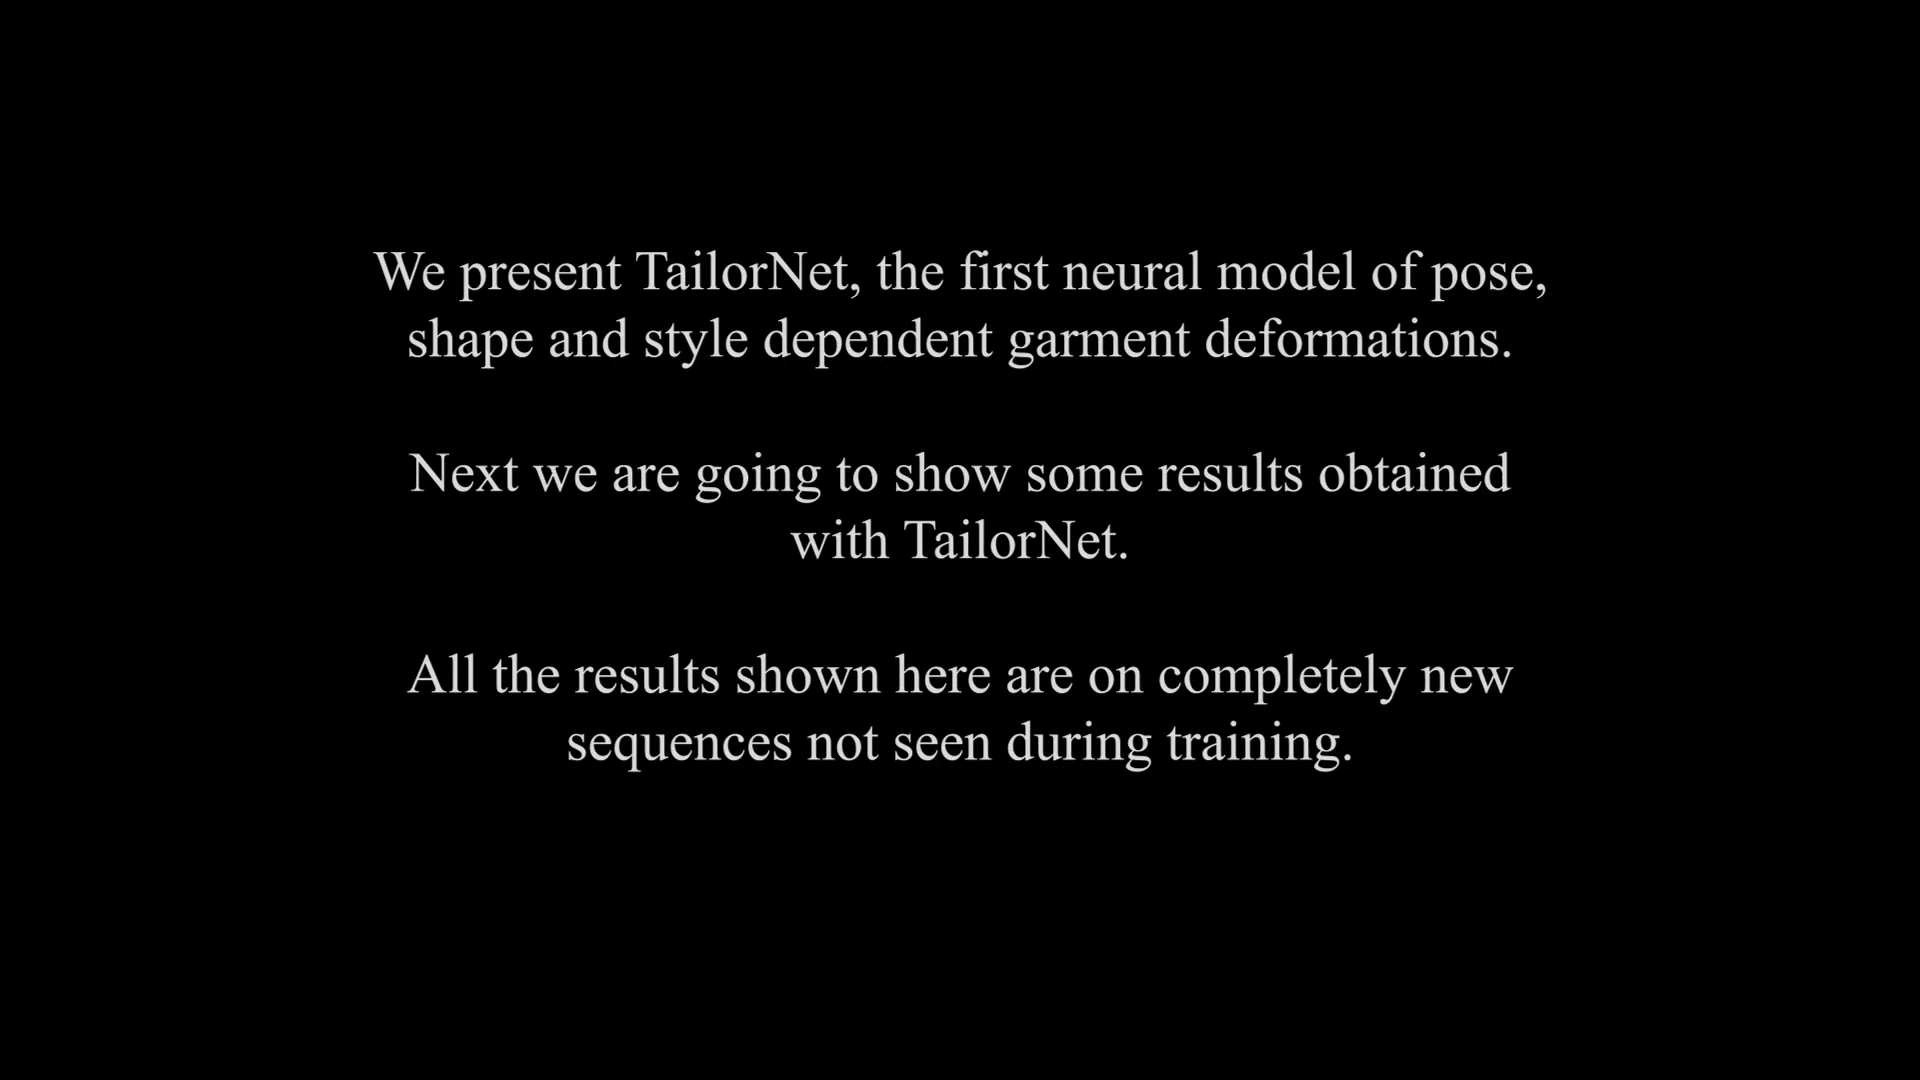 We present TailorNet, the first neural model of pose,
shape and style dependent garment deformations.
Next we are going to show some results obtained
with TailorNet.
All the results shown here are on completely new
sequences not seen during training.